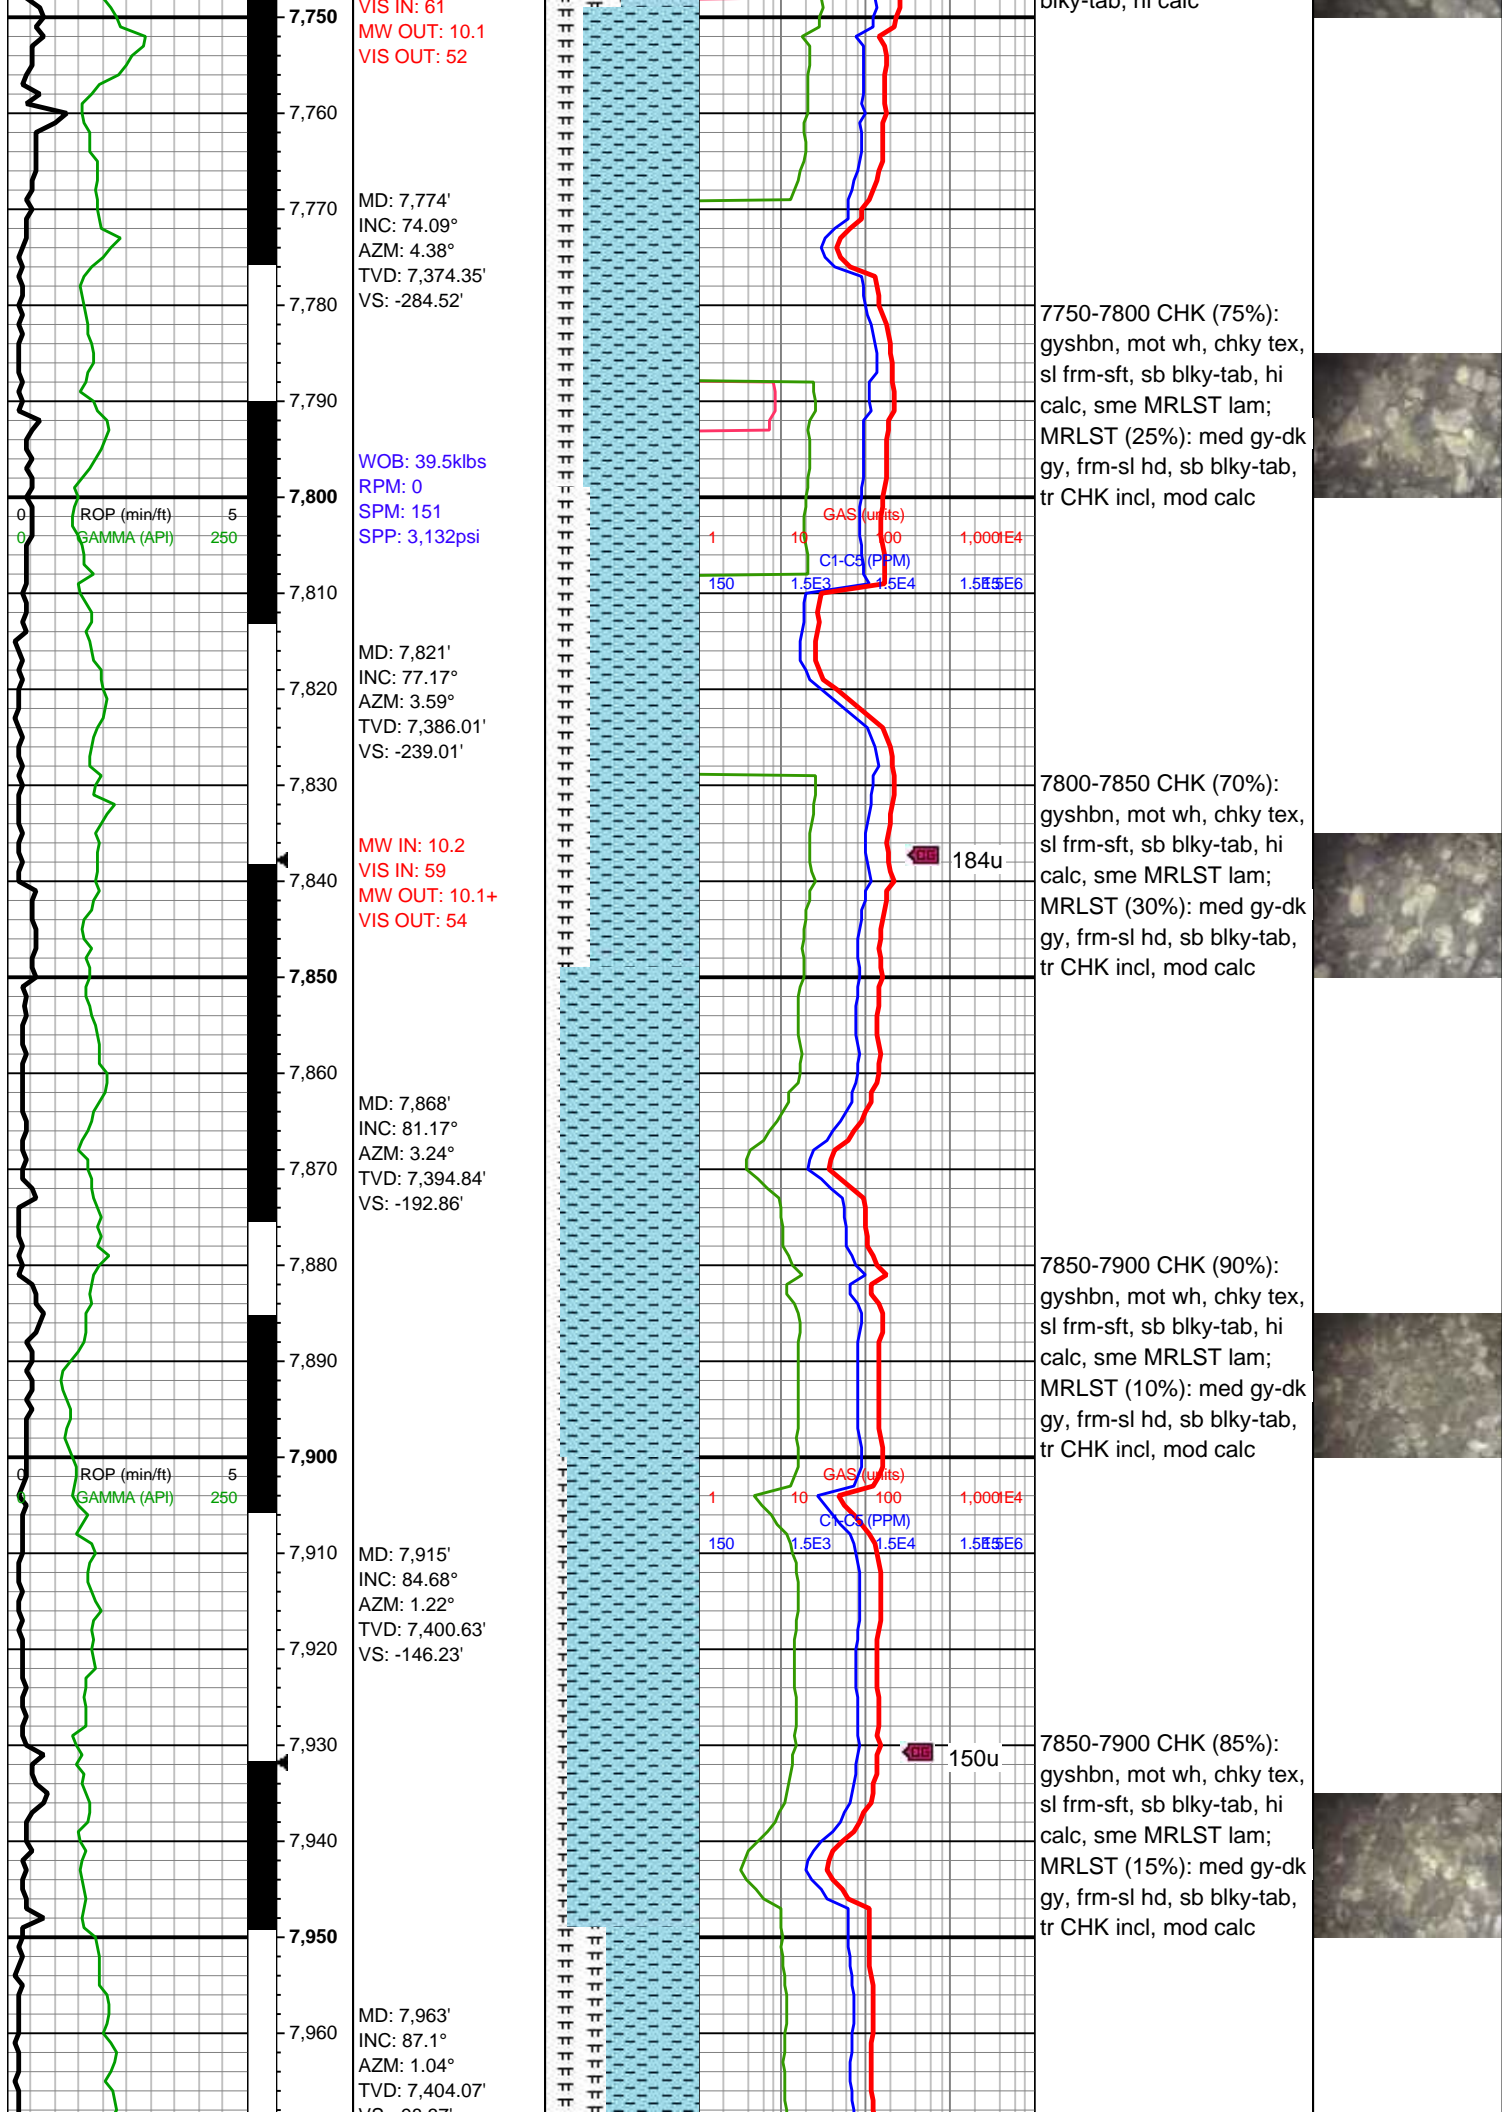 VIS IN: 61
MW OUT: 10.1
VIS OUT: 52
blky-tab, hi calc
7,750
7,760
7,770
MD: 7,774'
INC: 74.09°
AZM: 4.38°
TVD: 7,374.35'
VS: -284.52'
7,780
7750-7800 CHK (75%):
gyshbn, mot wh, chky tex,
sl frm-sft, sb blky-tab, hi
calc, sme MRLST lam;
MRLST (25%): med gy-dk
gy, frm-sl hd, sb blky-tab,
tr CHK incl, mod calc
7,790
WOB: 39.5klbs
RPM: 0
SPM: 151
SPP: 3,132psi
7,800
0 ROP (min/ft) 5
0 GAMMA (API) 250
GAS (units)
1 10 100 1,000 1E4
C1-C5 (PPM)
150 1.5E3 1.5E4 1.5E5 1.5E6
7,810
MD: 7,821'
INC: 77.17°
AZM: 3.59°
TVD: 7,386.01'
VS: -239.01'
7,820
7,830
7800-7850 CHK (70%):
gyshbn, mot wh, chky tex,
sl frm-sft, sb blky-tab, hi
calc, sme MRLST lam;
MRLST (30%): med gy-dk
gy, frm-sl hd, sb blky-tab,
tr CHK incl, mod calc
MW IN: 10.2
VIS IN: 59
MW OUT: 10.1+
VIS OUT: 54
CG 184u
7,840
7,850
7,860
MD: 7,868'
INC: 81.17°
AZM: 3.24°
TVD: 7,394.84'
VS: -192.86'
7,870
7,880
7850-7900 CHK (90%):
gyshbn, mot wh, chky tex,
sl frm-sft, sb blky-tab, hi
calc, sme MRLST lam;
MRLST (10%): med gy-dk
gy, frm-sl hd, sb blky-tab,
tr CHK incl, mod calc
7,890
7,900
0 ROP (min/ft) 5
0 GAMMA (API) 250
GAS (units)
1 10 100 1,000 1E4
C1-C5 (PPM)
150 1.5E3 1.5E4 1.5E5 1.5E6
7,910
MD: 7,915'
INC: 84.68°
AZM: 1.22°
TVD: 7,400.63'
VS: -146.23'
7,920
7,930
CG 150u
7850-7900 CHK (85%):
gyshbn, mot wh, chky tex,
sl frm-sft, sb blky-tab, hi
calc, sme MRLST lam;
MRLST (15%): med gy-dk
gy, frm-sl hd, sb blky-tab,
tr CHK incl, mod calc
7,940
7,950
7,960
MD: 7,963'
INC: 87.1°
AZM: 1.04°
TVD: 7,404.07'